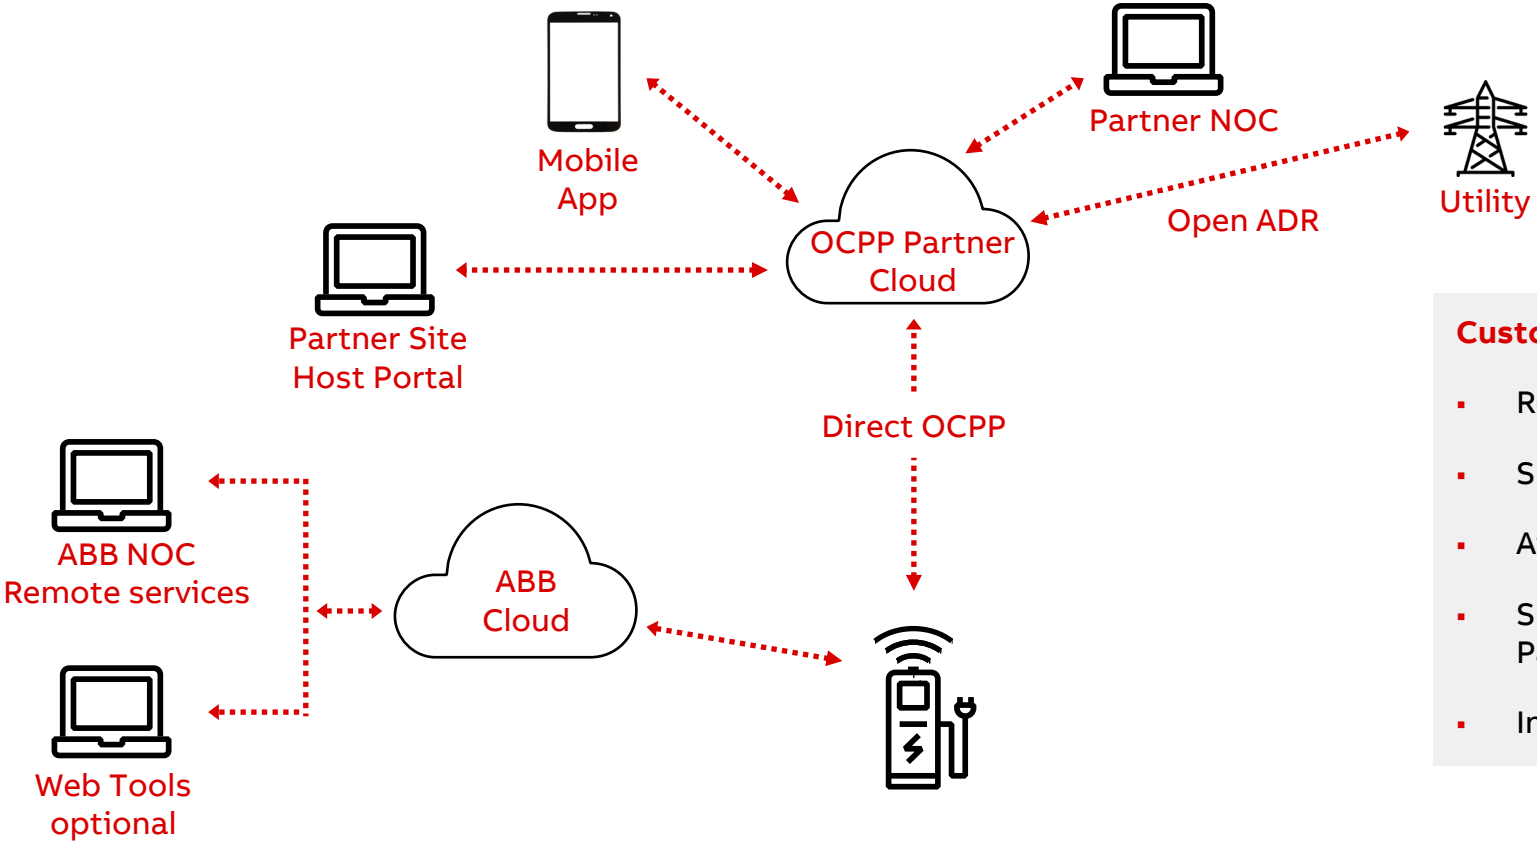 Partner NOC
Mobile
App
Utility
Open ADR
OCPP Partner
Cloud
Partner Site
Host Portal
Direct OCPP
ABB NOC
Remote services
ABB
Cloud
Web Tools
optional